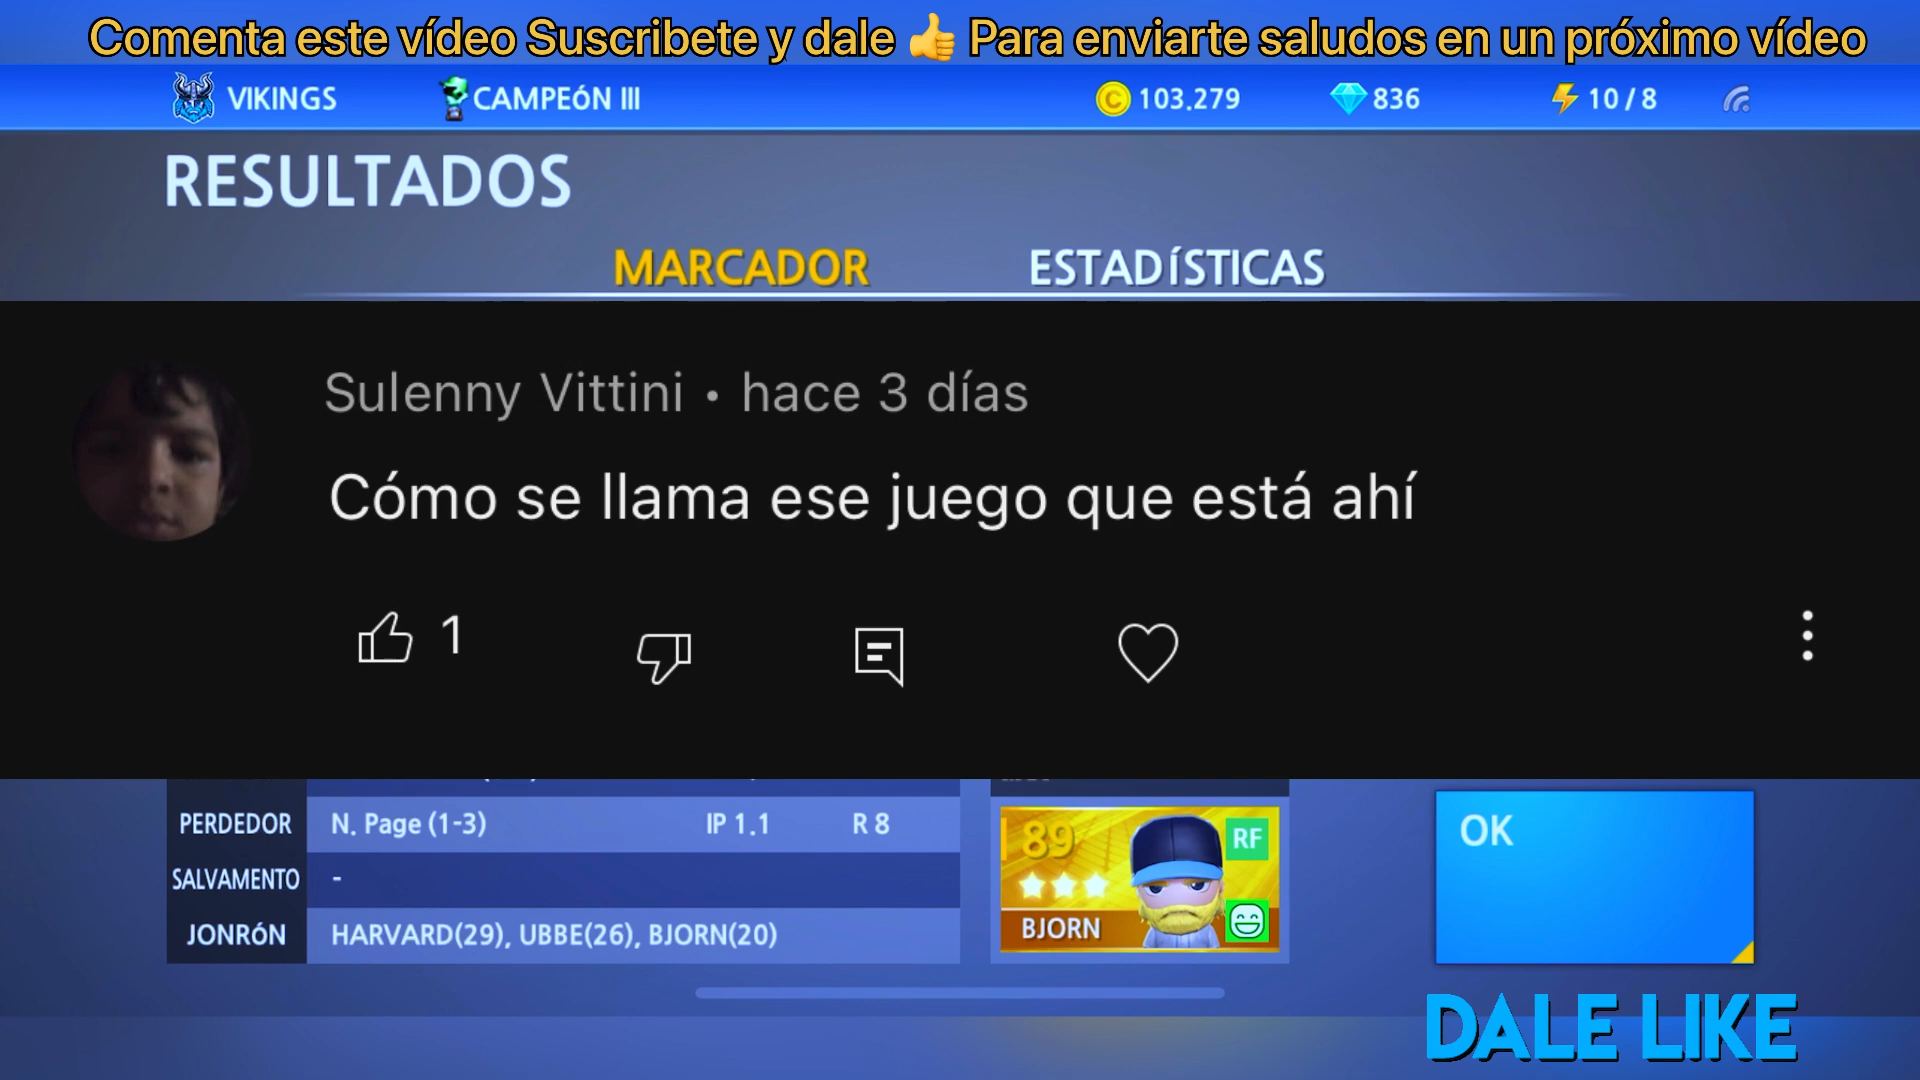 Comenta este vídeo Suscribete y dale 👍 Para enviarte saludos en un próximo vídeo
VIKINGS CAMPEóN III 103,279 836 10/8
RESULTADOS
MARCADOR ESTADíSTICAS
Sulenny Vittini • hace 3 días
Cómo se llama ese juego que está ahí
1
PERDEDOR N. Page (1-3) IP 1.1 R 8
SALVAMENTO -
JONRóN HARVARD(29), UBBE(26), BJORN(20)
89 RF
BJORN
OK
DALE LIKE